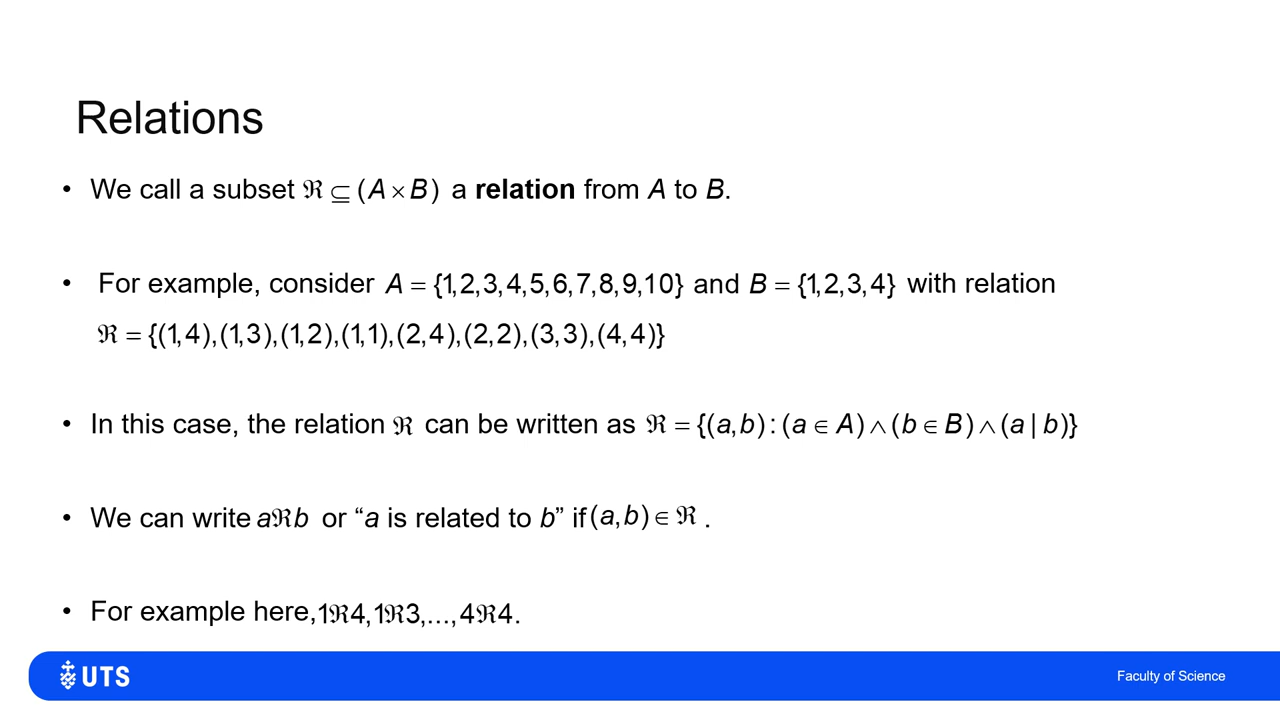 Relations
• We call a subset ℜ ⊆ (A × B) a relation from A to B.
• For example, consider A = {1,2,3,4,5,6,7,8,9,10} and B = {1,2,3,4} with relation
ℜ = {(1,4),(1,3),(1,2),(1,1),(2,4),(2,2),(3,3),(4,4)}
• In this case, the relation ℜ can be written as ℜ = {(a,b):(a ∈ A) ∧ (b ∈ B) ∧ (a | b)}
• We can write aℜb or “a is related to b” if (a,b) ∈ ℜ .
• For example here, 1ℜ4,1ℜ3,...,4ℜ4.
UTS
Faculty of Science